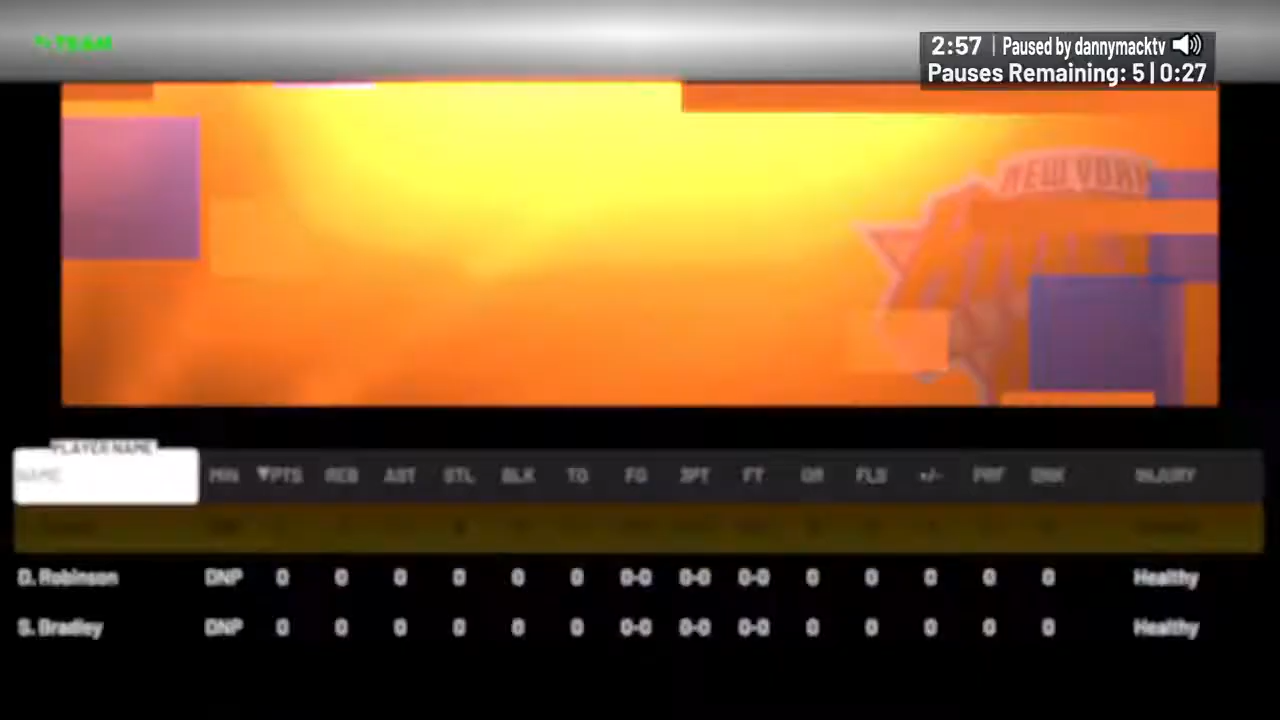 TEAM
2:57 | Paused by dannymacktv
Pauses Remaining: 5 | 0:27
NEW YORK
PLAYER NAME
NAME MIN ▼PTS REB AST STL BLK TO FG 3PT FT OR FLS +/- PRF DNK INJURY
D. Robinson DNP 0 0 0 0 0 0 0-0 0-0 0-0 0 0 0 0 0 Healthy
S. Bradley DNP 0 0 0 0 0 0 0-0 0-0 0-0 0 0 0 0 0 Healthy